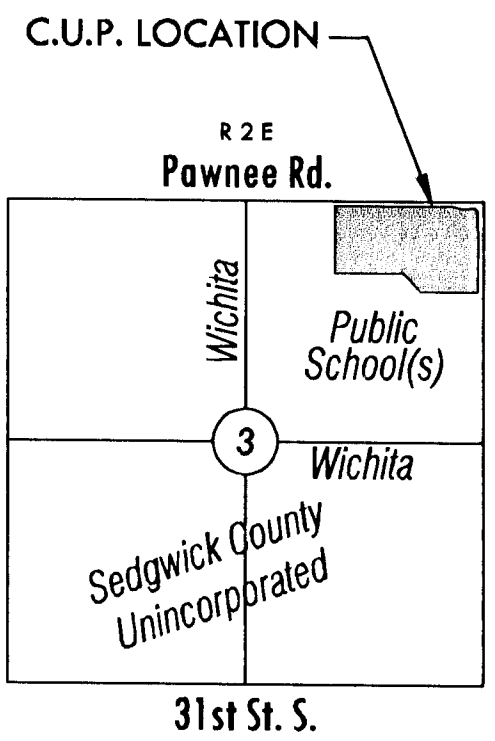 C.U.P. LOCATION
R 2 E
Pawnee Rd.
Wichita
Public
School(s)
3
Wichita
Sedgwick County
Unincorporated
31st St. S.